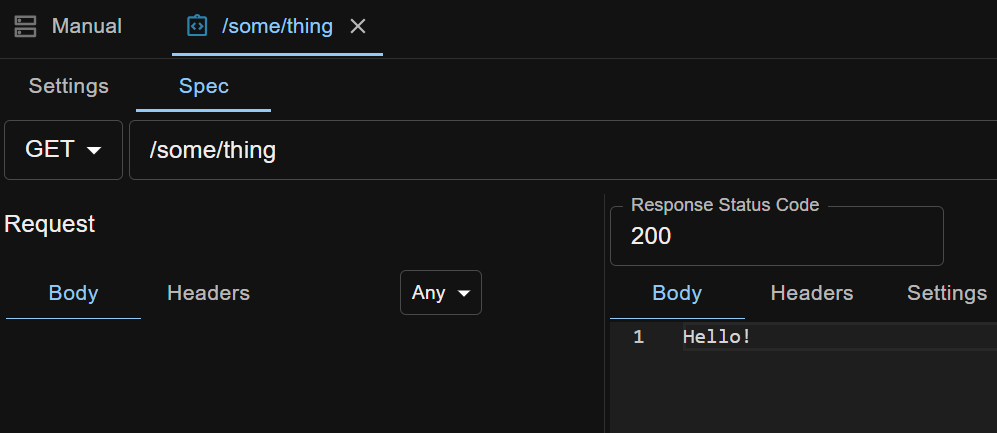 Manual /some/thing
Settings Spec
GET /some/thing
Request
Response Status Code
200
Body Headers Any
Body Headers Settings
1 Hello!